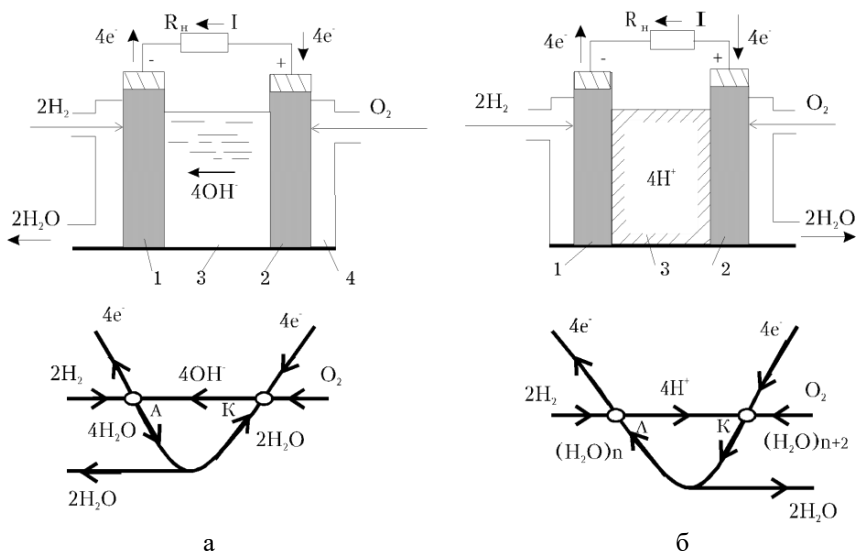 Rн I
4e⁻ 4e⁻
- +
2H₂ O₂
4OH⁻
2H₂O
1 3 2 4
4e⁻ 4e⁻
2H₂ 4OH⁻ O₂
А К
4H₂O 2H₂O
2H₂O
а
Rн I
4e⁻ 4e⁻
- +
2H₂ O₂
4H⁺
2H₂O
1 3 2
4e⁻ 4e⁻
2H₂ 4H⁺ O₂
А К
(H₂O)n (H₂O)n+2
2H₂O
б